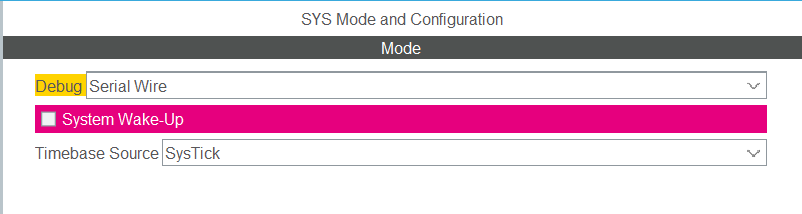 SYS Mode and Configuration
Mode
Debug Serial Wire
System Wake-Up
Timebase Source SysTick